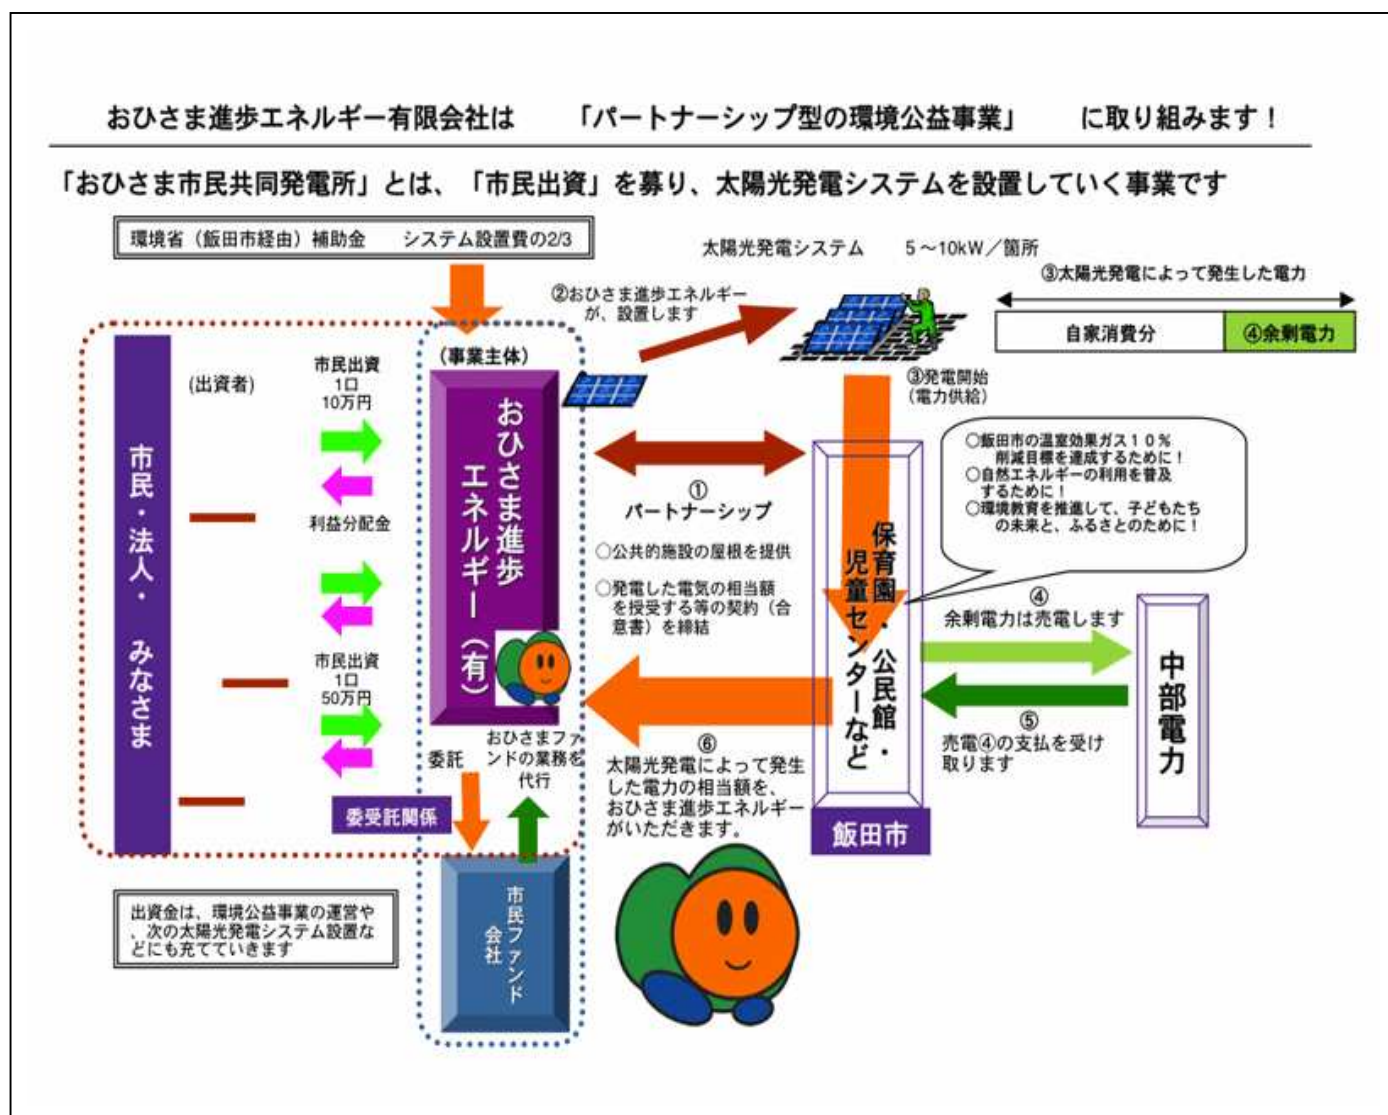 おひさま進歩エネルギー有限会社は 「パートナーシップ型の環境公益事業」 に取り組みます！
「おひさま市民共同発電所」とは、「市民出資」を募り、太陽光発電システムを設置していく事業です
環境省（飯田市経由）補助金 システム設置費の2/3
太陽光発電システム ５～10kW／箇所
③太陽光発電によって発生した電力
自家消費分
④余剰電力
②おひさま進歩エネルギー
が、設置します
③発電開始
（電力供給）
市民・法人・ みなさま
(出資者)
市民出資
1口
10万円
利益分配金
市民出資
1口
50万円
（事業主体）
おひさま進歩
エネルギー（有）
①
パートナーシップ
○公共的施設の屋根を提供
○発電した電気の相当額
を授受する等の契約（合
意書）を締結
○飯田市の温室効果ガス１０％
削減目標を達成するために！
○自然エネルギーの利用を普及
するために！
○環境教育を推進して、子どもたち
の未来と、ふるさとのために！
保育園・公民館・
児童センターなど
飯田市
④
余剰電力は売電します
⑤
売電④の支払を受け
取ります
中部電力
⑥
太陽光発電によって発生
した電力の相当額を、
おひさま進歩エネルギー
がいただきます。
委託
おひさまファ
ンドの業務を
代行
委受託関係
市民ファンド
会社
出資金は、環境公益事業の運営や
、次の太陽光発電システム設置な
どにも充てていきます